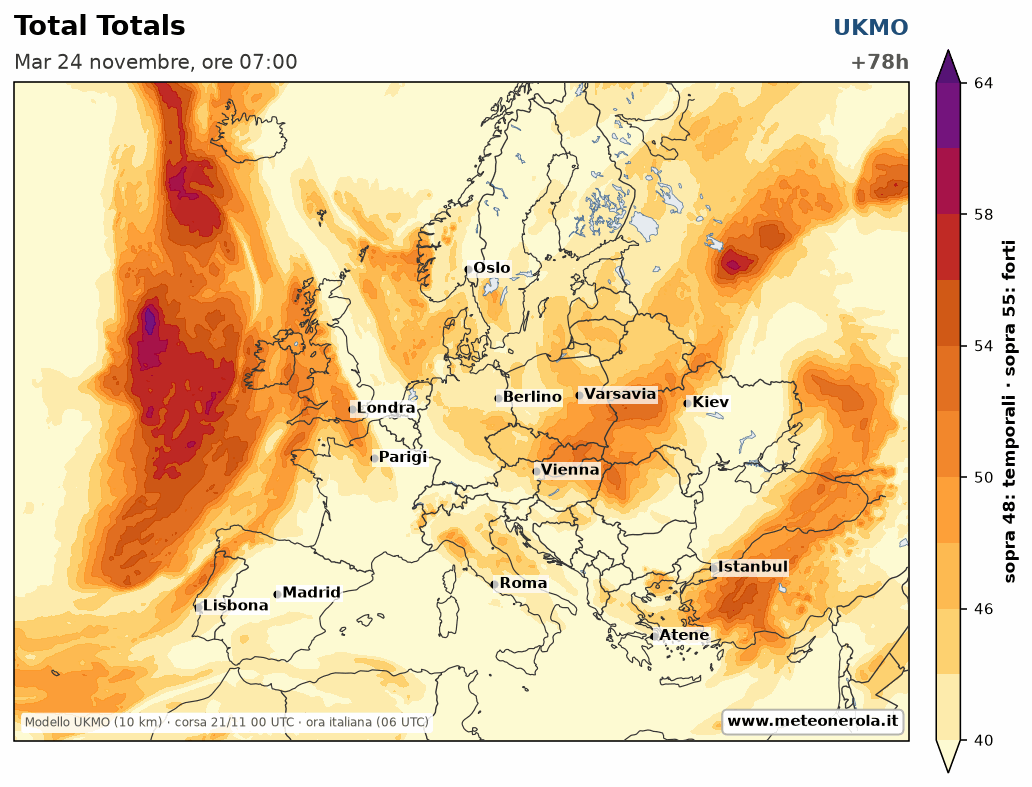 Total Totals
UKMO
Mar 24 novembre, ore 07:00
+78h
64
58
54
50
46
40
sopra 48: temporali · sopra 55: forti
Oslo
Londra
Berlino
Varsavia
Kiev
Parigi
Vienna
Istanbul
Roma
Madrid
Lisbona
Atene
Modello UKMO (10 km) · corsa 21/11 00 UTC · ora italiana (06 UTC)
www.meteonerola.it